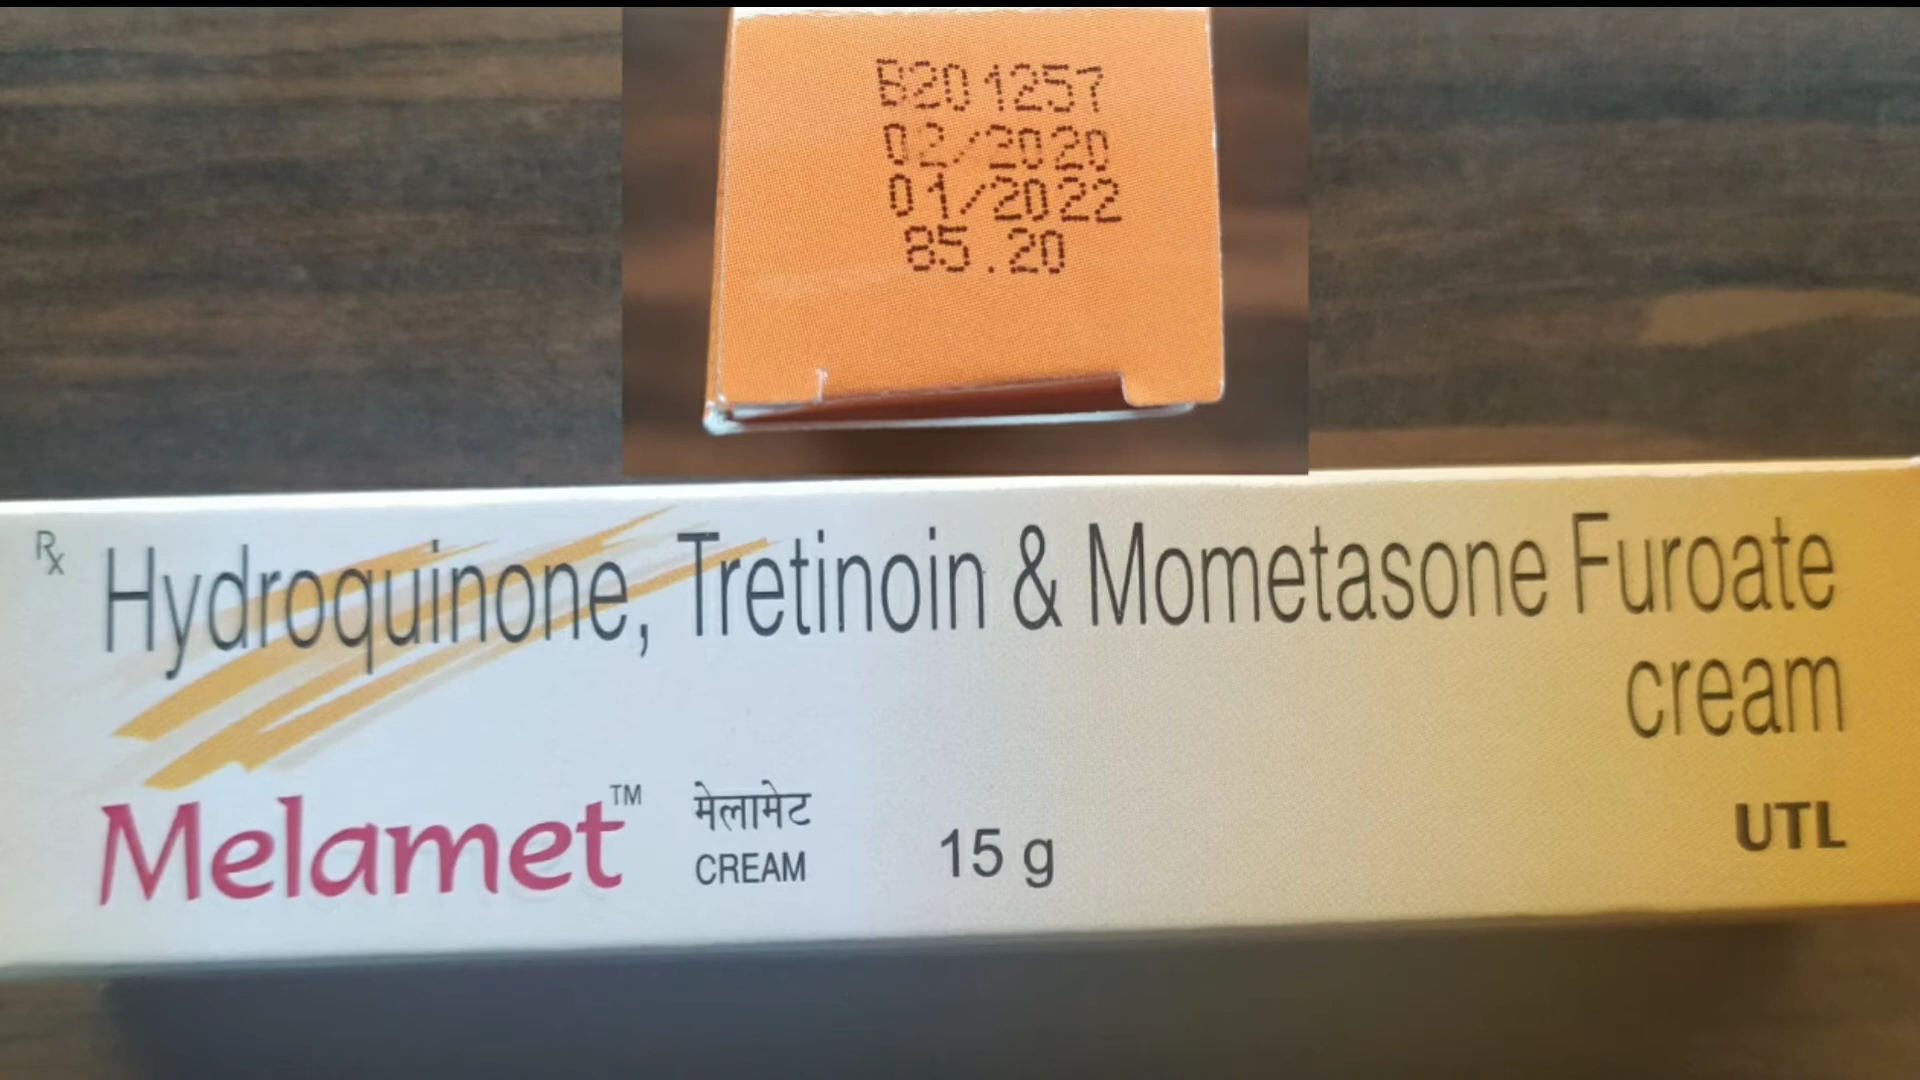 B201257
02/2020
01/2022
85.20
Rx Hydroquinone, Tretinoin & Mometasone Furoate
cream
Melamet™ मेलामेट
CREAM 15 g UTL